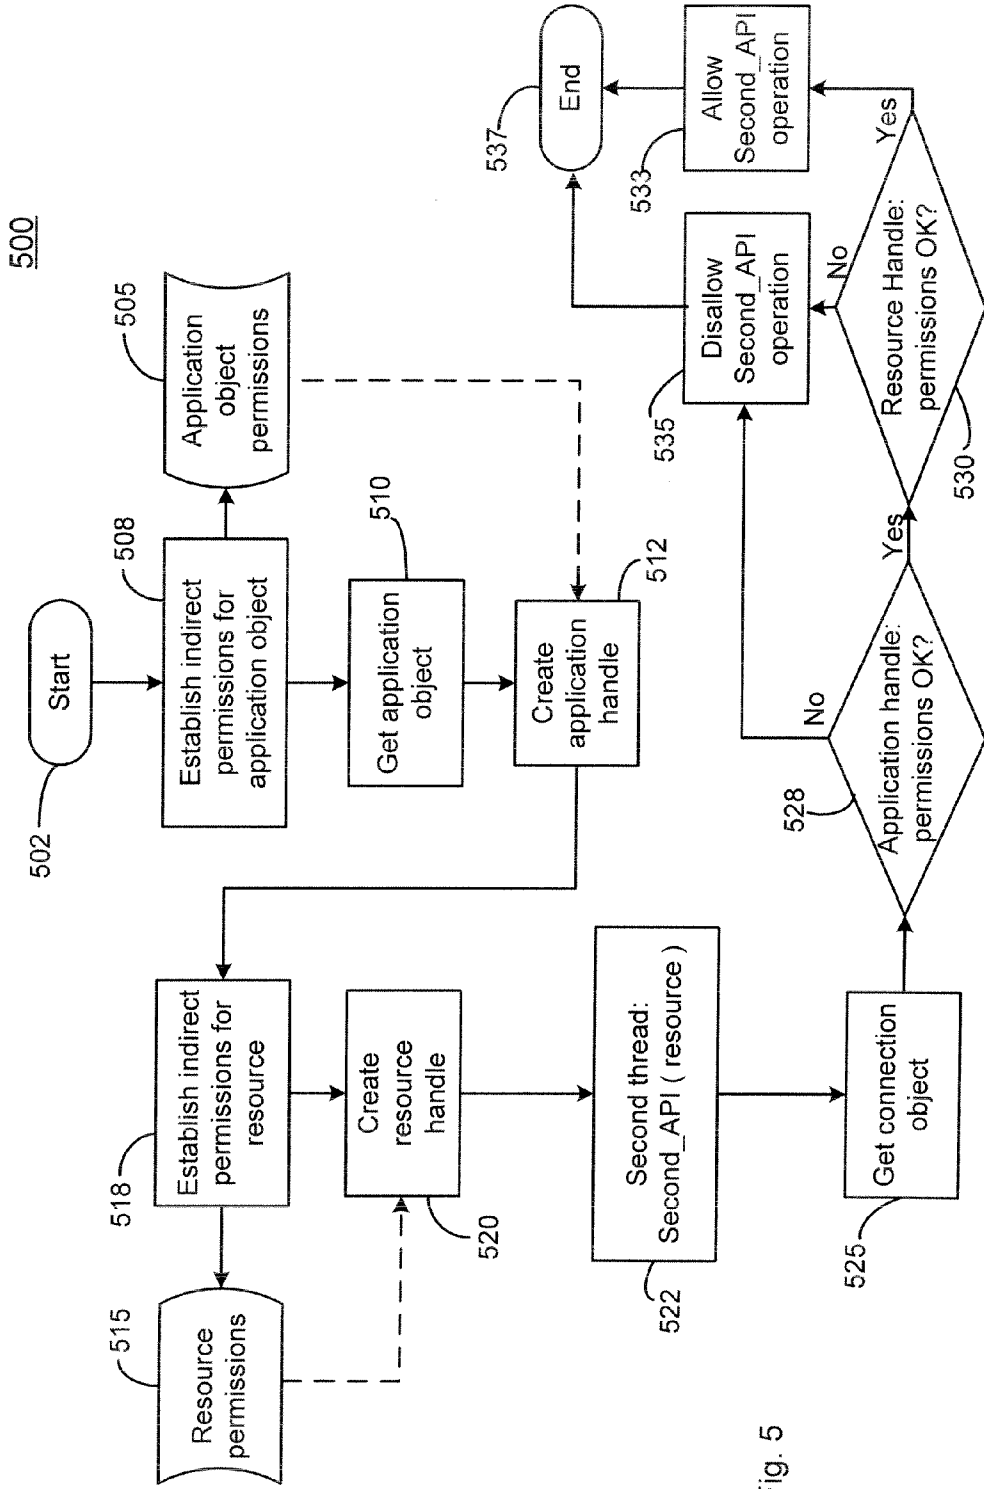 500
Start
502
Establish indirect
permissions for
application object
508
Application
object
permissions
505
Get application
object
510
Create
application
handle
512
Establish indirect
permissions for
resource
518
Resource
permissions
515
Create
resource
handle
520
Second thread:
Second_API ( resource )
522
Get connection
object
525
Application handle:
permissions OK?
528
No
Yes
Resource Handle:
permissions OK?
530
No
Yes
Disallow
Second_API
operation
535
Allow
Second_API
operation
533
End
537
Fig. 5